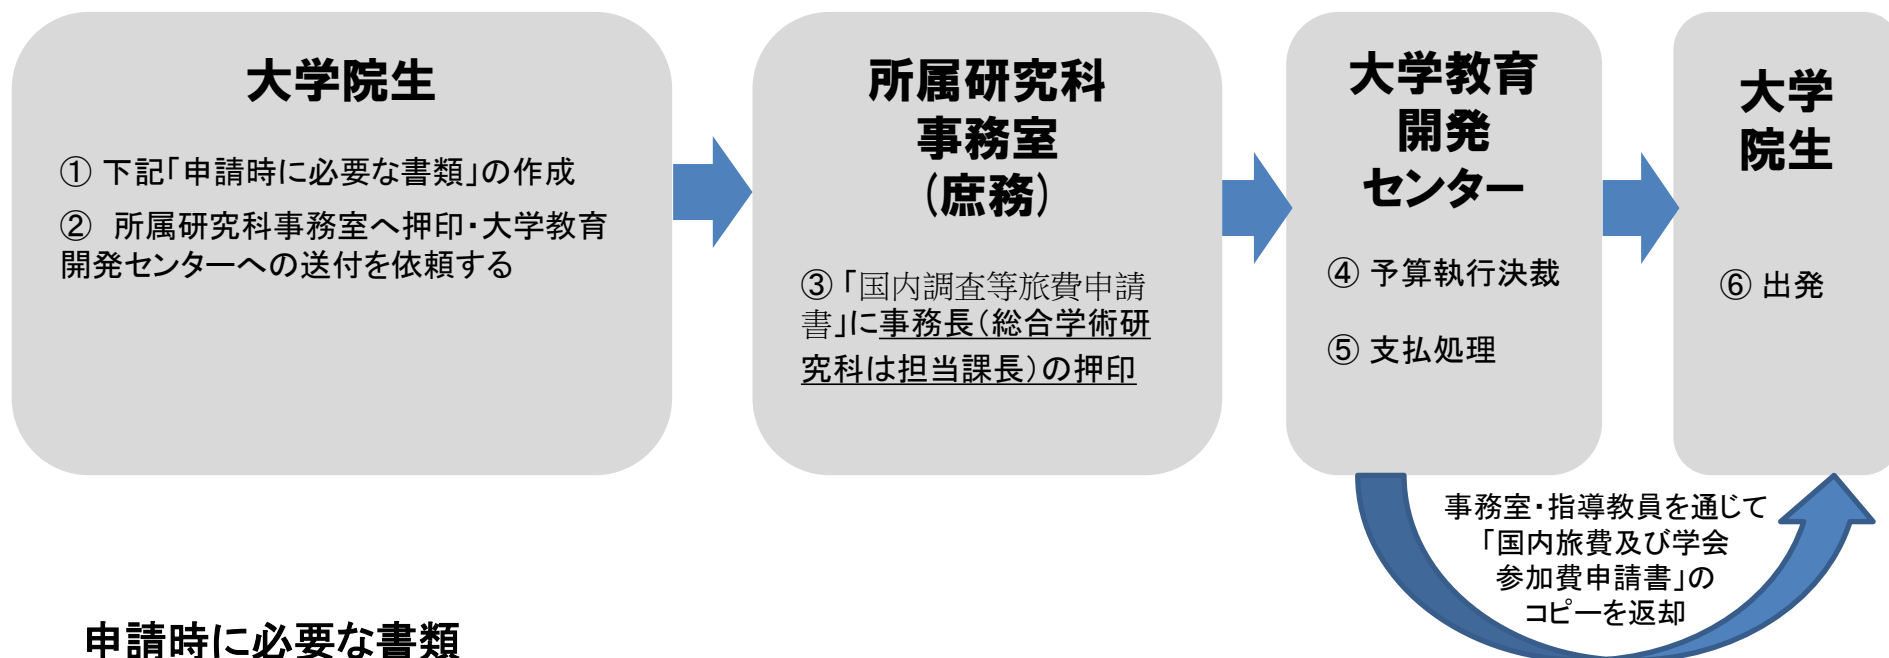 大学院生
① 下記「申請時に必要な書類」の作成
② 所属研究科事務室へ押印・大学教育
開発センターへの送付を依頼する
所属研究科
事務室
(庶務)
③ 「国内調査等旅費申請
書」に事務長(総合学術研
究科は担当課長)の押印
大学教育
開発
センター
④ 予算執行決裁
⑤ 支払処理
大学
院生
⑥ 出発
事務室・指導教員を通じて
「国内旅費及び学会
参加費申請書」の
コピーを返却
申請時に必要な書類